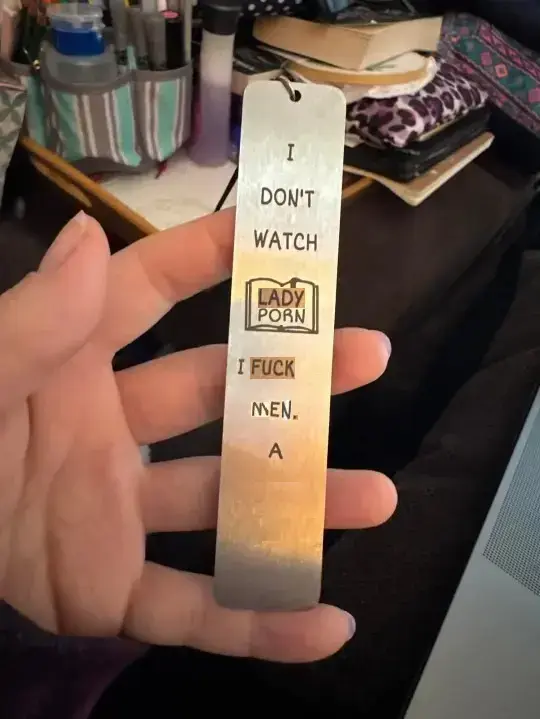 I
DON'T
WATCH
LADY
PORN
I FUCK
MEN.
A